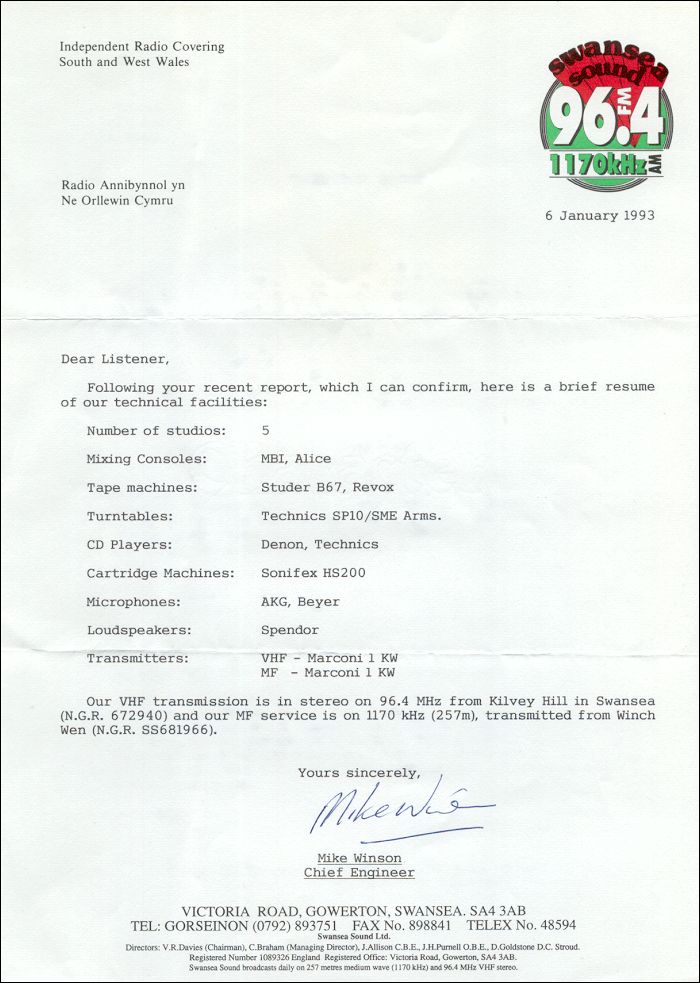 Independent Radio Covering
South and West Wales
swansea
sound
96.4 FM
1170kHz AM
Radio Annibynnol yn
Ne Orllewin Cymru
6 January 1993
Dear Listener,
Following your recent report, which I can confirm, here is a brief resume
of our technical facilities:
Number of studios: 5
Mixing Consoles: MBI, Alice
Tape machines: Studer B67, Revox
Turntables: Technics SP10/SME Arms.
CD Players: Denon, Technics
Cartridge Machines: Sonifex HS200
Microphones: AKG, Beyer
Loudspeakers: Spendor
Transmitters: VHF - Marconi 1 KW
MF - Marconi 1 KW
Our VHF transmission is in stereo on 96.4 MHz from Kilvey Hill in Swansea
(N.G.R. 672940) and our MF service is on 1170 kHz (257m), transmitted from Winch
Wen (N.G.R. SS681966).
Yours sincerely,
Mike Winson
Mike Winson
Chief Engineer
VICTORIA ROAD, GOWERTON, SWANSEA. SA4 3AB
TEL: GORSEINON (0792) 893751 FAX No. 898841 TELEX No. 48594
Swansea Sound Ltd.
Directors: V.R.Davies (Chairman), C.Braham (Managing Director), J.Allison C.B.E., J.H.Purnell O.B.E., D.Goldstone D.C. Stroud.
Registered Number 1089326 England Registered Office: Victoria Road, Gowerton, SA4 3AB.
Swansea Sound broadcasts daily on 257 metres medium wave (1170 kHz) and 96.4 MHz VHF stereo.